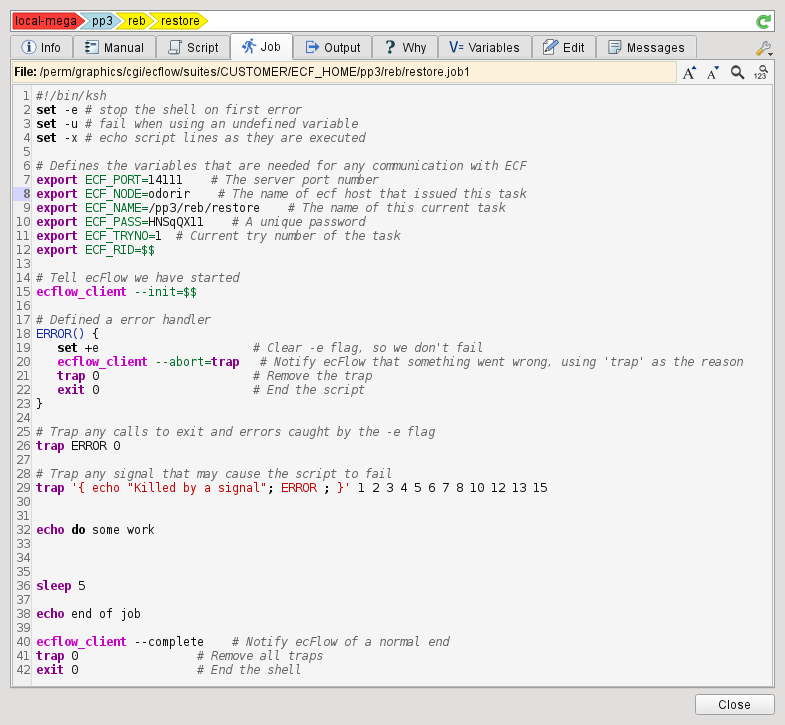 local-mega pp3 reb restore
Info Manual Script Job Output ? Why V= Variables Edit Messages
File: /perm/graphics/cgi/ecflow/suites/CUSTOMER/ECF_HOME/pp3/reb/restore.job1 A A 123
1 #!/bin/ksh
2 set -e # stop the shell on first error
3 set -u # fail when using an undefined variable
4 set -x # echo script lines as they are executed
5
6 # Defines the variables that are needed for any communication with ECF
7 export ECF_PORT=14111    # The server port number
8 export ECF_NODE=odorir    # The name of ecf host that issued this task
9 export ECF_NAME=/pp3/reb/restore    # The name of this current task
10 export ECF_PASS=HNSqQX11    # A unique password
11 export ECF_TRYNO=1  # Current try number of the task
12 export ECF_RID=$$
13
14 # Tell ecFlow we have started
15 ecflow_client --init=$$
16
17 # Defined a error handler
18 ERROR() {
19    set +e                      # Clear -e flag, so we don't fail
20    ecflow_client --abort=trap   # Notify ecFlow that something went wrong, using 'trap' as the reason
21    trap 0                      # Remove the trap
22    exit 0                      # End the script
23 }
24
25 # Trap any calls to exit and errors caught by the -e flag
26 trap ERROR 0
27
28 # Trap any signal that may cause the script to fail
29 trap '{ echo "Killed by a signal"; ERROR ; }' 1 2 3 4 5 6 7 8 10 12 13 15
30
31
32 echo do some work
33
34
35
36 sleep 5
37
38 echo end of job
39
40 ecflow_client --complete    # Notify ecFlow of a normal end
41 trap 0                 # Remove all traps
42 exit 0                 # End the shell
Close